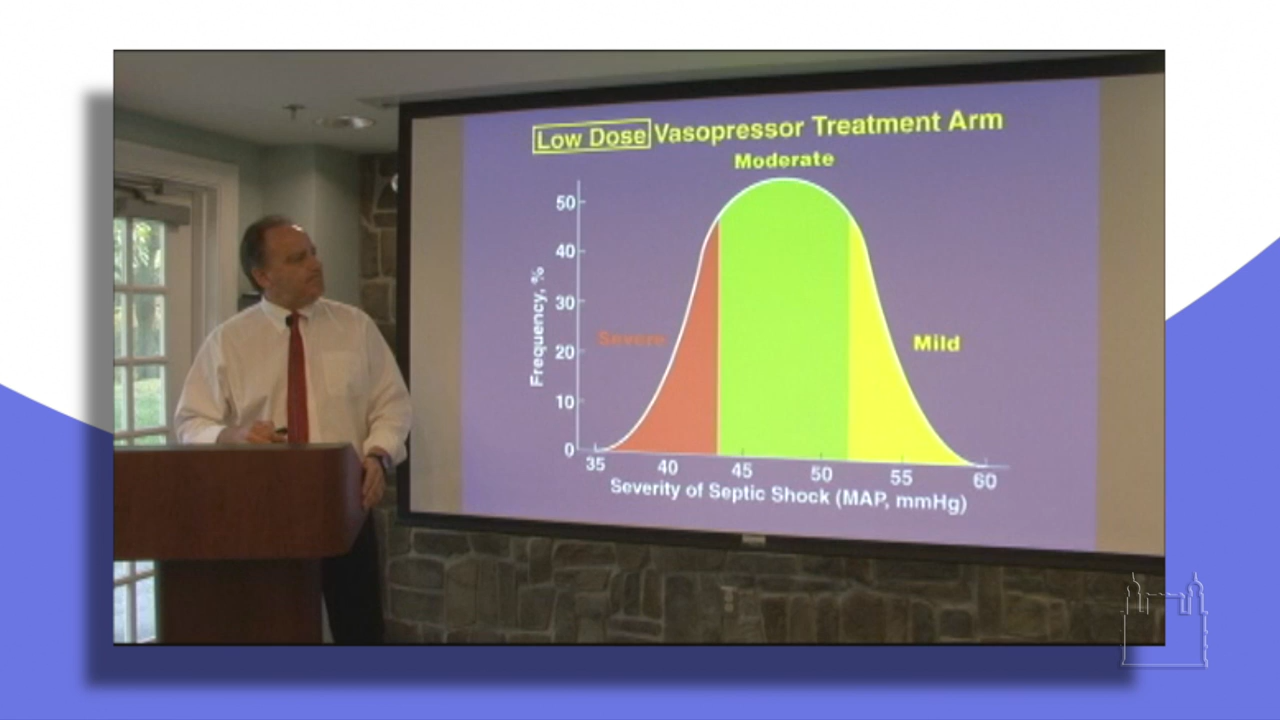 Low Dose Vasopressor Treatment Arm
Moderate
50
40
30
20
10
0
Frequency, %
Severe
Mild
35 40 45 50 55 60
Severity of Septic Shock (MAP, mmHg)